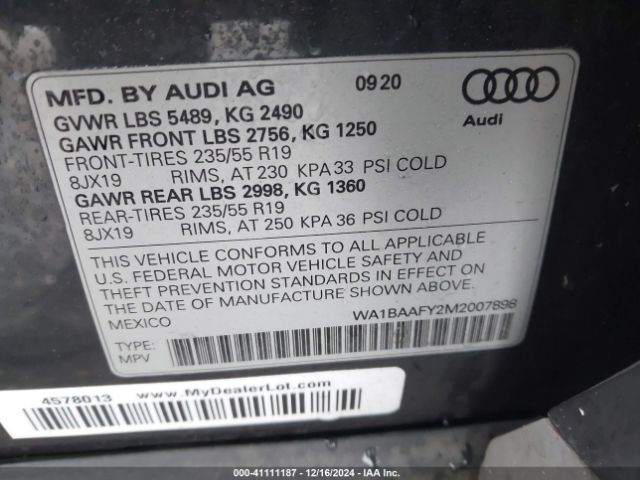 MFD. BY AUDI AG 0920
GVWR LBS 5489, KG 2490
GAWR FRONT LBS 2756, KG 1250
FRONT-TIRES 235/55 R19
8JX19 RIMS, AT 230 KPA 33 PSI COLD
GAWR REAR LBS 2998, KG 1360
REAR-TIRES 235/55 R19
8JX19 RIMS, AT 250 KPA 36 PSI COLD
Audi
THIS VEHICLE CONFORMS TO ALL APPLICABLE
U.S. FEDERAL MOTOR VEHICLE SAFETY AND
THEFT PREVENTION STANDARDS IN EFFECT ON
THE DATE OF MANUFACTURE SHOWN ABOVE.
MEXICO WA1BAAFY2M2007898
TYPE:
MPV
4578013 www.MyDealerLot.com
000-41111187 - 12/16/2024 - IAA Inc.